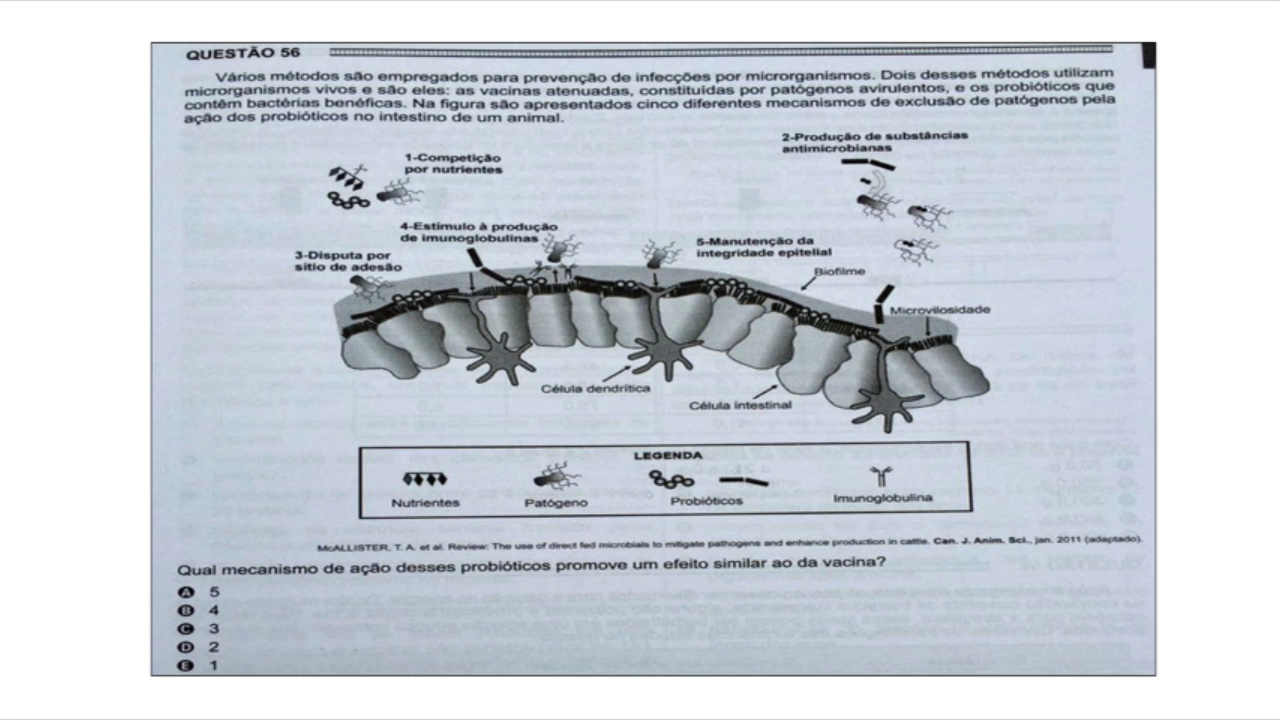 QUESTÃO 56
Vários métodos são empregados para prevenção de infecções por microrganismos. Dois desses métodos utilizam
microrganismos vivos e são eles: as vacinas atenuadas, constituídas por patógenos avirulentos, e os probióticos que
contêm bactérias benéficas. Na figura são apresentados cinco diferentes mecanismos de exclusão de patógenos pela
ação dos probióticos no intestino de um animal.
2-Produção de substâncias
antimicrobianas
1-Competição
por nutrientes
4-Estímulo à produção
de imunoglobulinas
5-Manutenção da
integridade epitelial
3-Disputa por
sítio de adesão
Biofilme
Microvilosidade
Célula dendrítica
Célula intestinal
LEGENDA
Nutrientes
Patógeno
Probióticos
Imunoglobulina
McALLISTER, T. A. et al. Review: The use of direct fed microbials to mitigate pathogens and enhance production in cattle. Can. J. Anim. Sci., jan. 2011 (adaptado).
Qual mecanismo de ação desses probióticos promove um efeito similar ao da vacina?
A 5
B 4
C 3
D 2
E 1